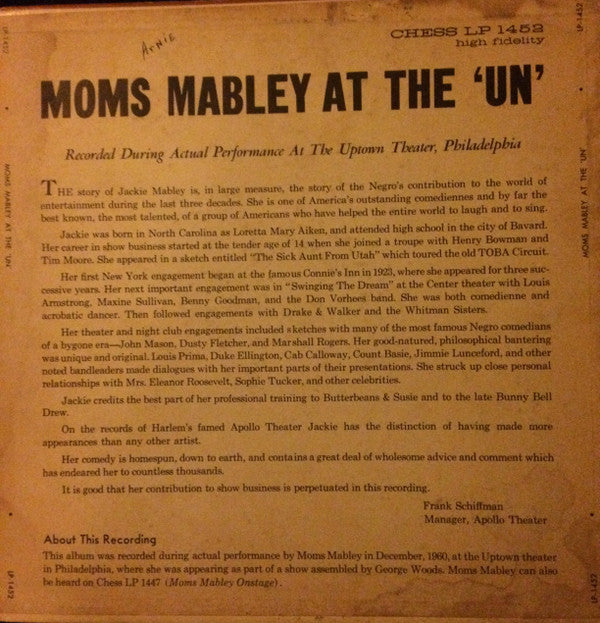 ARNIE
CHESS LP 1452
high fidelity
MOMS MABLEY AT THE 'UN'
Recorded During Actual Performance At The Uptown Theater, Philadelphia
THE story of Jackie Mabley is, in large measure, the story of the Negro's contribution to the world of
entertainment during the last three decades. She is one of America's outstanding comediennes and by far the
best known, the most talented, of a group of Americans who have helped the entire world to laugh and to sing.
Jackie was born in North Carolina as Loretta Mary Aiken, and attended high school in the city of Bavard.
Her career in show business started at the tender age of 14 when she joined a troupe with Henry Bowman and
Tim Moore. She appeared in a sketch entitled "The Sick Aunt From Utah" which toured the old TOBA Circuit.
Her first New York engagement began at the famous Connie's Inn in 1923, where she appeared for three suc-
cessive years. Her next important engagement was in "Swinging The Dream" at the Center theater with Louis
Armstrong, Maxine Sullivan, Benny Goodman, and the Don Vorhees band. She was both comedienne and
acrobatic dancer. Then followed engagements with Drake & Walker and the Whitman Sisters.
Her theater and night club engagements included sketches with many of the most famous Negro comedians
of a bygone era—John Mason, Dusty Fletcher, and Marshall Rogers. Her good-natured, philosophical bantering
was unique and original. Louis Prima, Duke Ellington, Cab Calloway, Count Basie, Jimmie Lunceford, and other
noted bandleaders made dialogues with her important parts of their presentations. She struck up close personal
relationships with Mrs. Eleanor Roosevelt, Sophie Tucker, and other celebrities.
Jackie credits the best part of her professional training to Butterbeans & Susie and to the late Bunny Bell
Drew.
On the records of Harlem's famed Apollo Theater Jackie has the distinction of having made more
appearances than any other artist.
Her comedy is homespun, down to earth, and contains a great deal of wholesome advice and comment which
has endeared her to countless thousands.
It is good that her contribution to show business is perpetuated in this recording.
Frank Schiffman
Manager, Apollo Theater
About This Recording
This album was recorded during actual performance by Moms Mabley in December, 1960, at the Uptown theater
in Philadelphia, where she was appearing as part of a show assembled by George Woods. Moms Mabley can also
be heard on Chess LP 1447 (Moms Mabley Onstage).
LP-1452
MOMS MABLEY AT THE 'UN'
LP-1452
LP-1452
MOMS MABLEY AT THE 'UN'
LP-1452